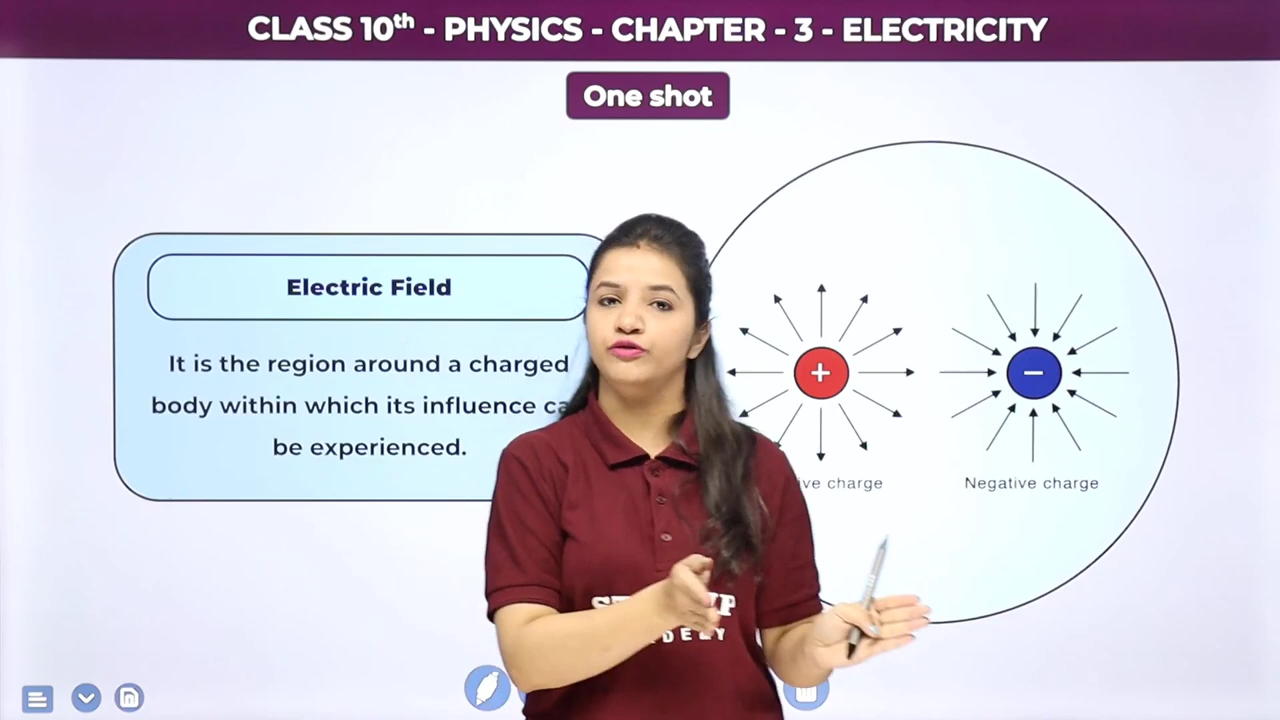 CLASS 10th - PHYSICS - CHAPTER - 3 - ELECTRICITY
One shot
Electric Field
It is the region around a charged
body within which its influence
be experienced.
+
−
charge
Negative charge